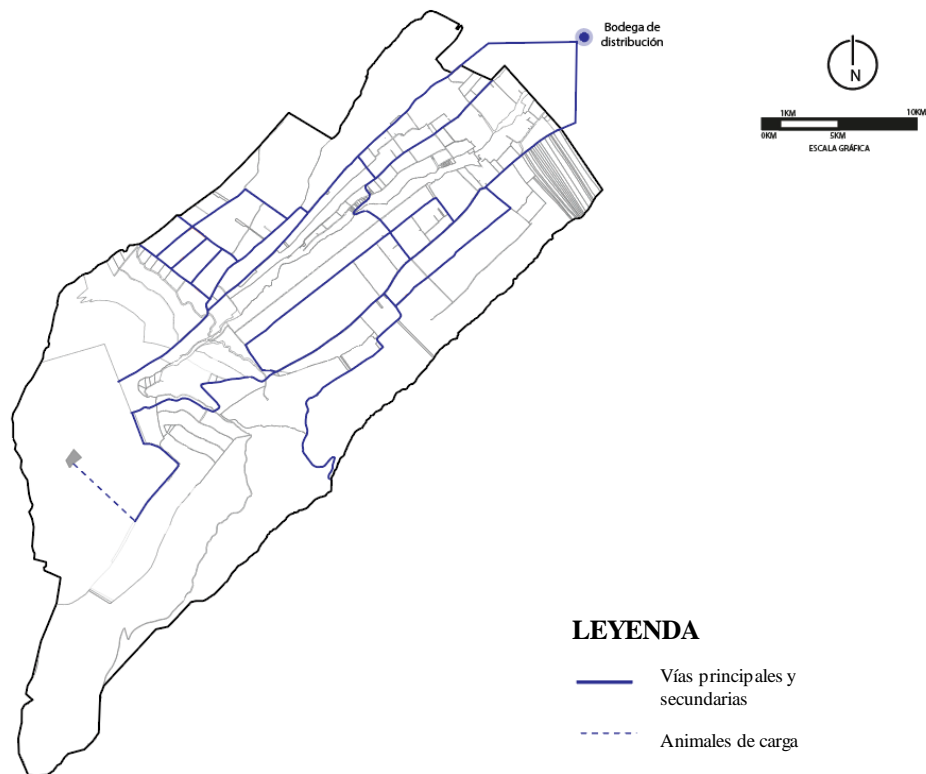 Bodega de
distribución
N
1KM
10KM
0KM
5KM
ESCALA GRÁFICA
LEYENDA
Vías principales y
secundarias
Animales de carga